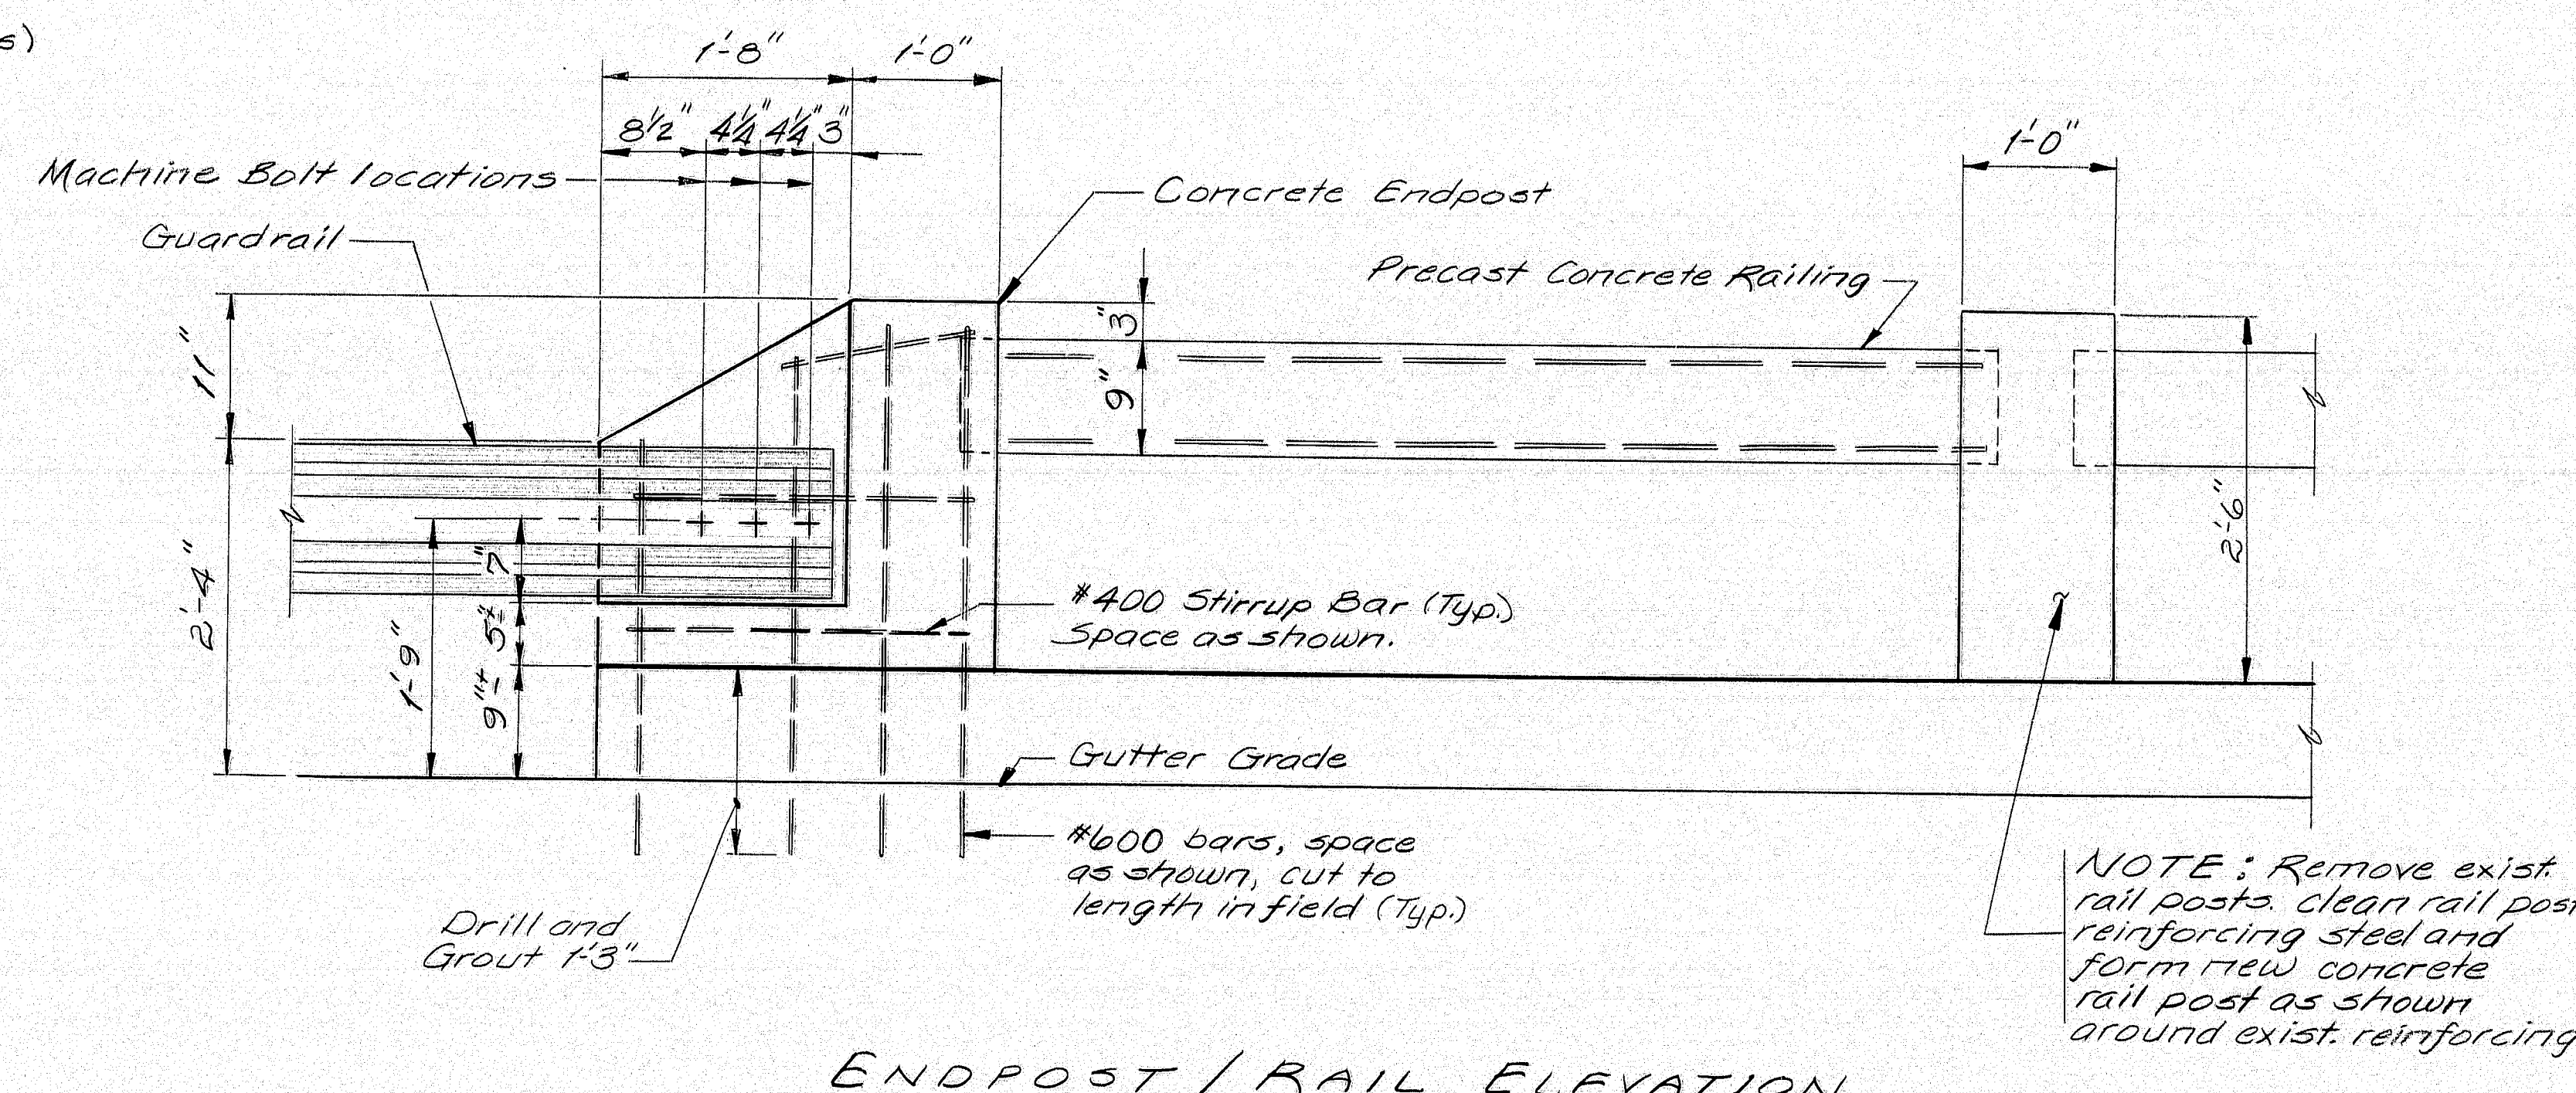 s)
1'-8"
1'-0"
8½"
4¼"
4¼"
3"
1'-0"
Machine Bolt locations
Concrete Endpost
Guardrail
Precast Concrete Railing
3"
11"
9"
2'-6"
7"
2'-4"
#400 Stirrup Bar (Typ.)
Space as shown.
5"±
1'-9"
9"±
Gutter Grade
#600 bars, space
as shown, cut to
length in field (Typ.)
NOTE: Remove exist.
rail posts. clean rail post
reinforcing steel and
form new concrete
rail post as shown
around exist. reinforcing
Drill and
Grout 1'-3"
ENDPOST / RAIL ELEVATION